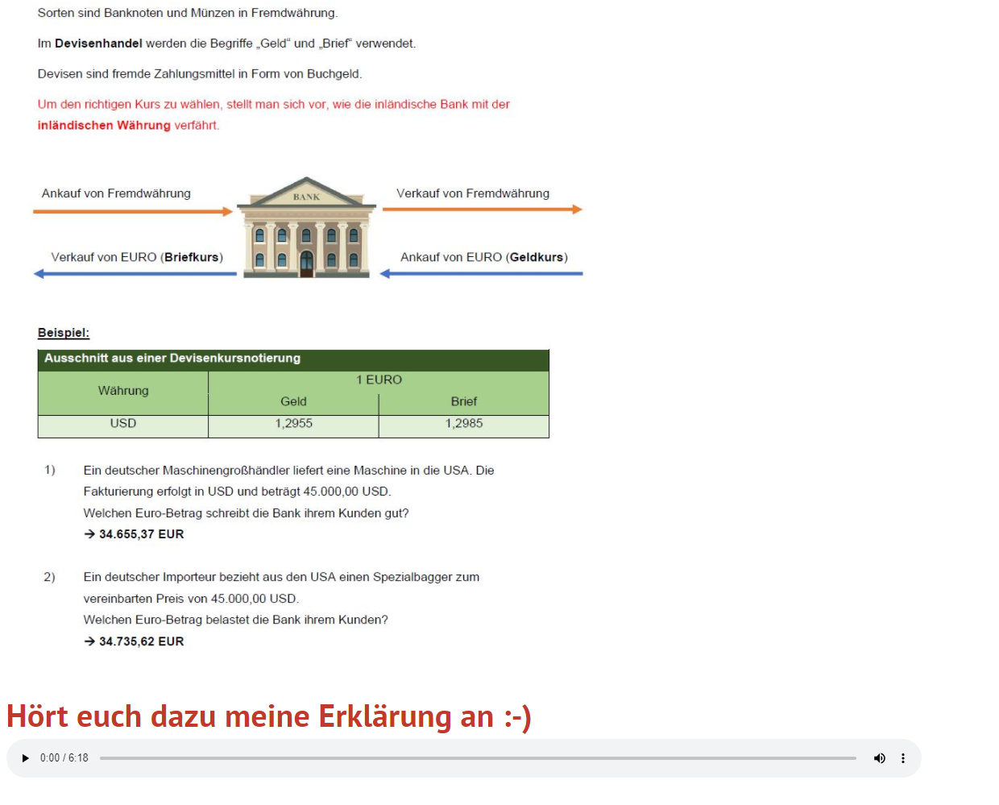 Sorten sind Banknoten und Münzen in Fremdwährung.
Im Devisenhandel werden die Begriffe „Geld“ und „Brief“ verwendet.
Devisen sind fremde Zahlungsmittel in Form von Buchgeld.
Um den richtigen Kurs zu wählen, stellt man sich vor, wie die inländische Bank mit der
inländischen Währung verfährt.
Ankauf von Fremdwährung
BANK
Verkauf von Fremdwährung
Verkauf von EURO (Briefkurs)
Ankauf von EURO (Geldkurs)
Beispiel:
Ausschnitt aus einer Devisenkursnotierung
Währung
1 EURO
Geld
Brief
USD
1,2955
1,2985
1) Ein deutscher Maschinengroßhändler liefert eine Maschine in die USA. Die
Fakturierung erfolgt in USD und beträgt 45.000,00 USD.
Welchen Euro-Betrag schreibt die Bank ihrem Kunden gut?
→ 34.655,37 EUR
2) Ein deutscher Importeur bezieht aus den USA einen Spezialbagger zum
vereinbarten Preis von 45.000,00 USD.
Welchen Euro-Betrag belastet die Bank ihrem Kunden?
→ 34.735,62 EUR
Hört euch dazu meine Erklärung an :-)
0:00 / 6:18